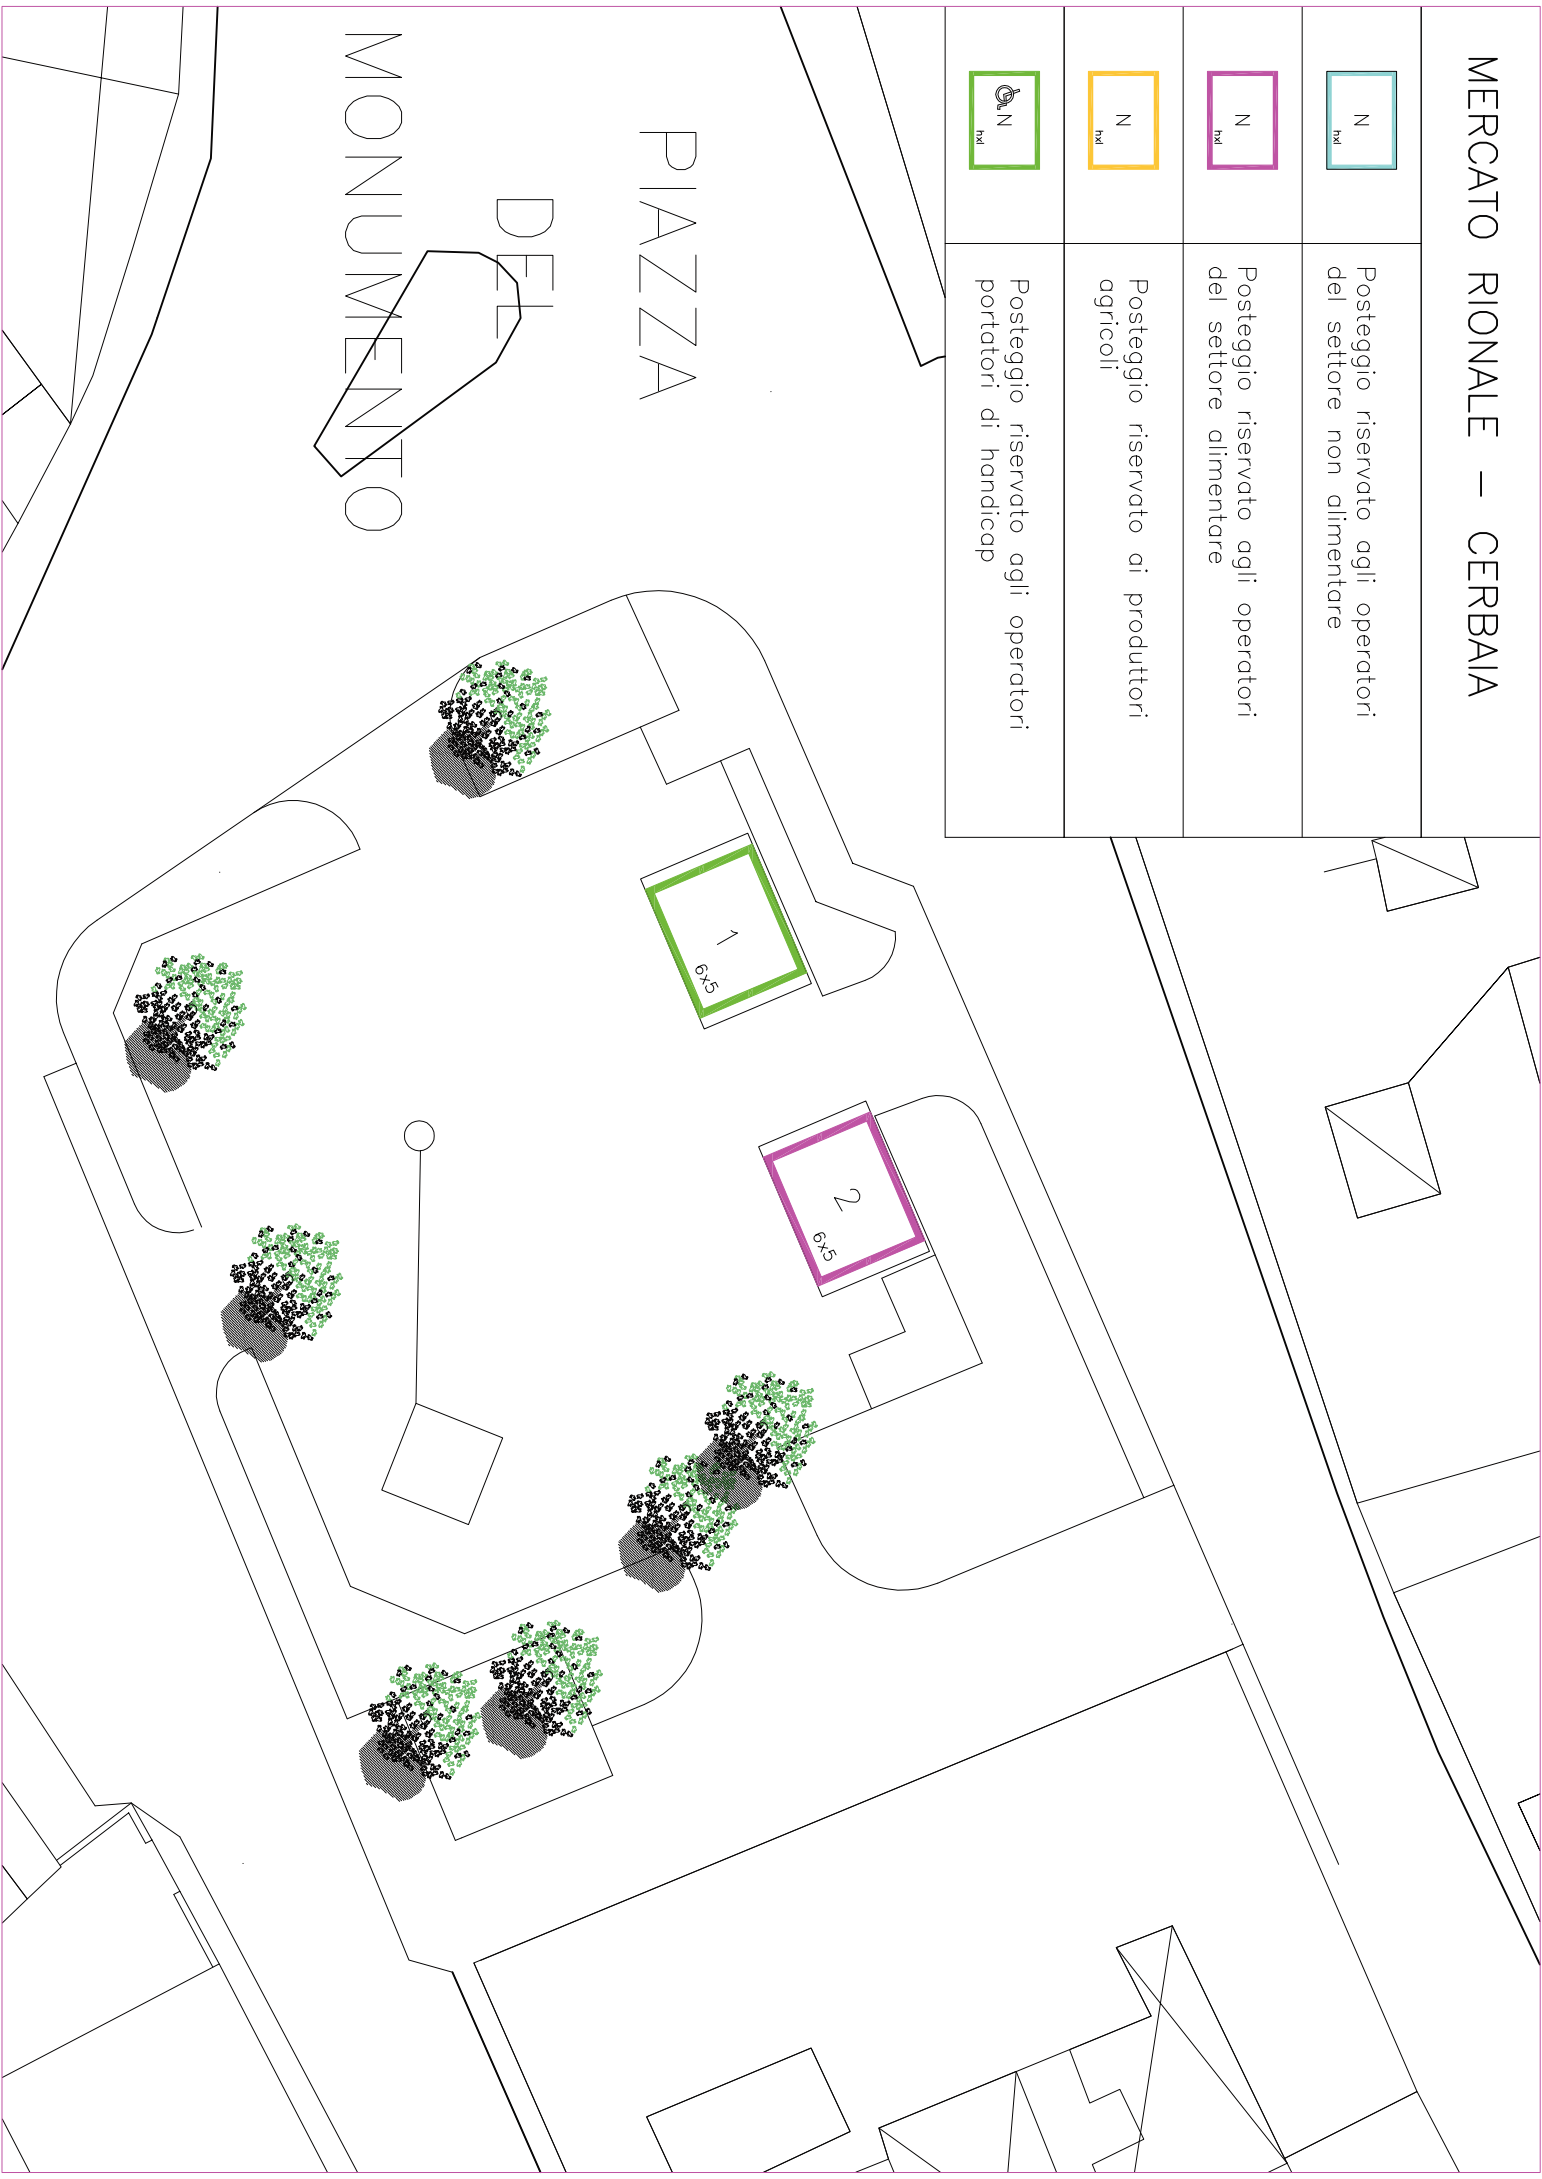 MERCATO RIONALE – CERBAIA
N
hxl
Posteggio riservato agli operatori
del settore non alimentare
N
hxl
Posteggio riservato agli operatori
del settore alimentare
N
hxl
Posteggio riservato ai produttori
agricoli
N
hxl
Posteggio riservato agli operatori
portatori di handicap
PIAZZA
DEL
MONUMENTO
1
6x5
2
6x5